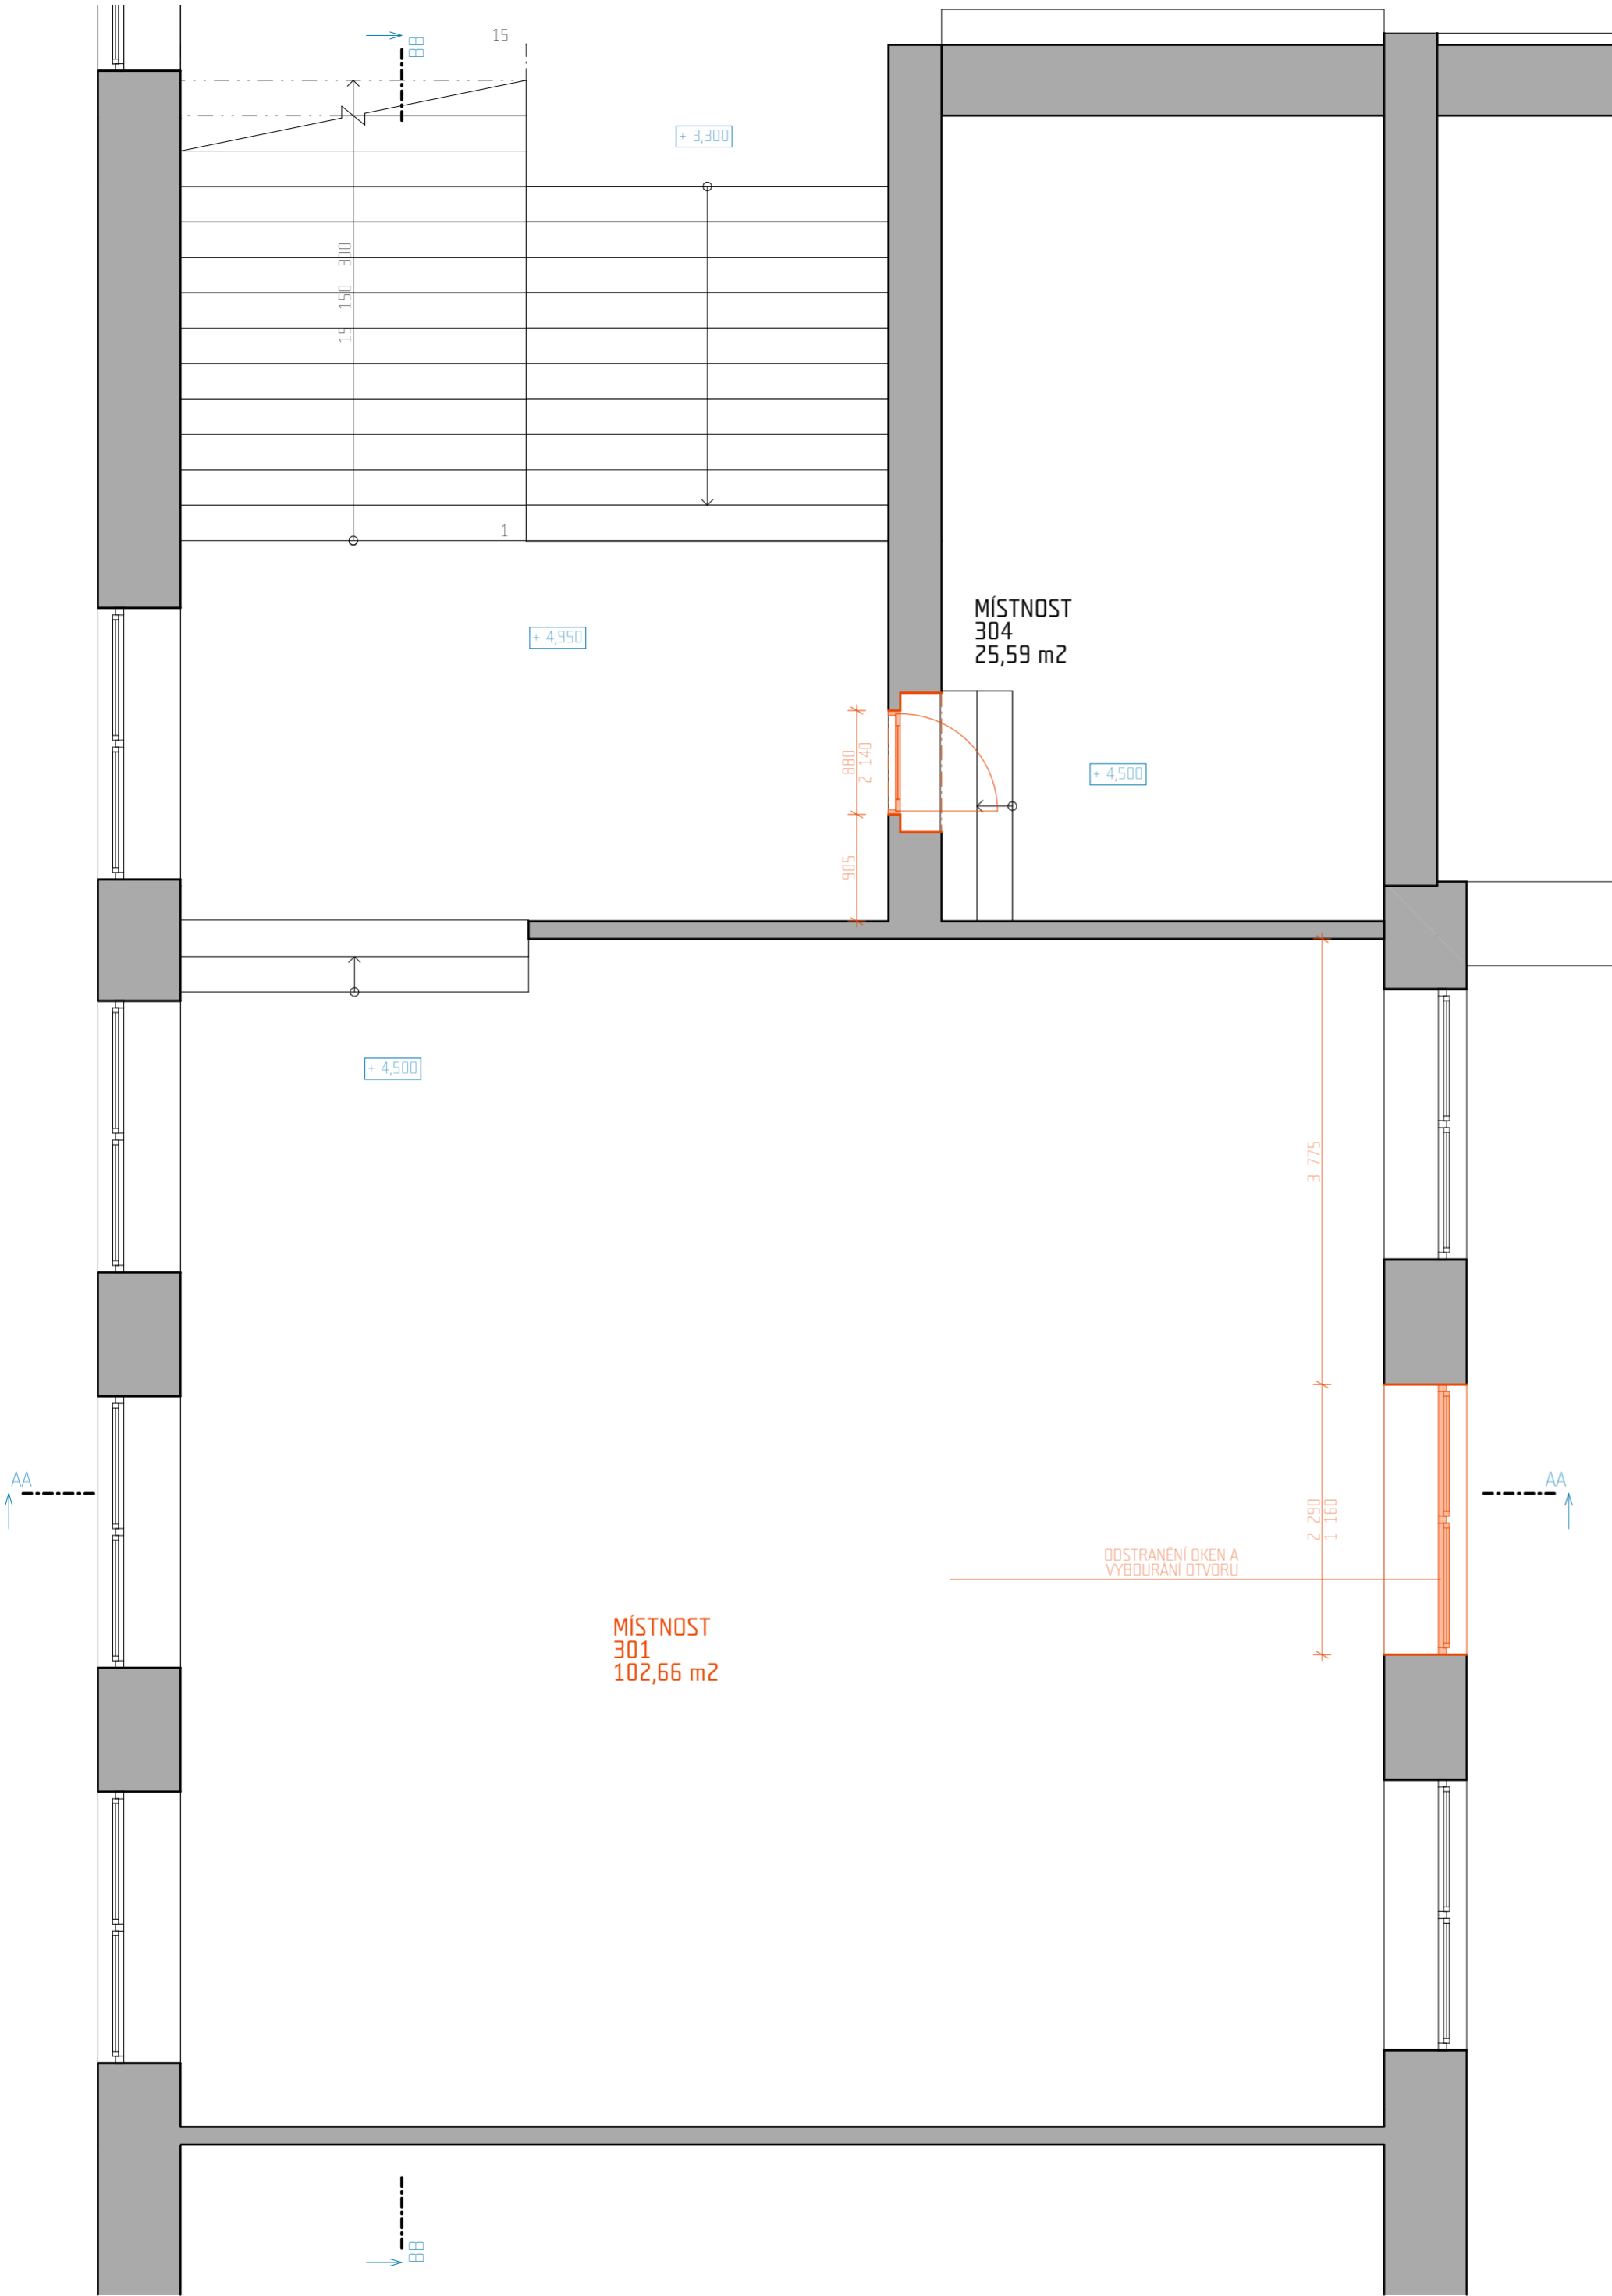 15
BB
+ 3,300
15 150 300
1
+ 4,950
MÍSTNOST
304
25,59 m2
880
2 140
+ 4,500
905
+ 4,500
3 775
AA
AA
2 290
1 160
ODSTRANĚNÍ OKEN A
VYBOURÁNÍ OTVORU
MÍSTNOST
301
102,66 m2
BB